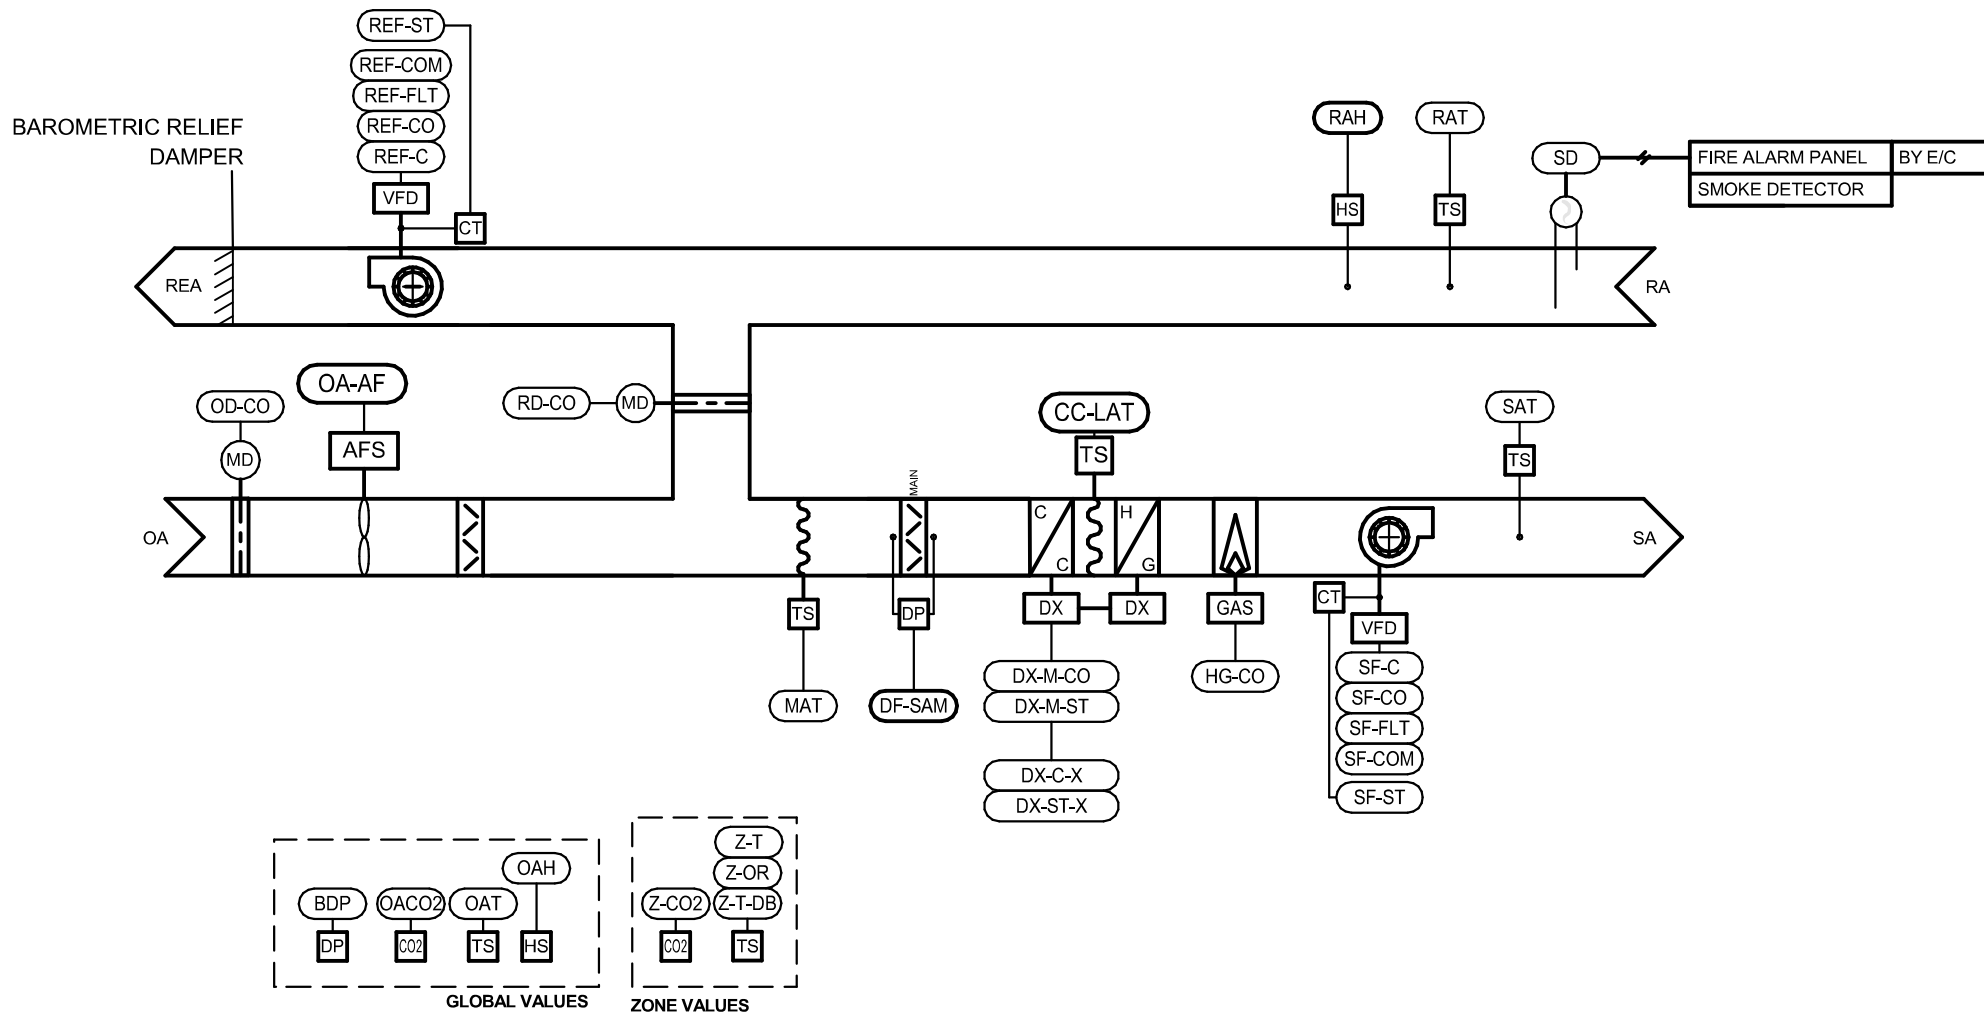 REF-ST
REF-COM
REF-FLT
REF-CO
REF-C
VFD
CT
BAROMETRIC RELIEF
DAMPER
RAH
RAT
SD
FIRE ALARM PANEL
BY E/C
SMOKE DETECTOR
HS
TS
REA
RA
OD-CO
MD
OA-AF
AFS
RD-CO
MD
CC-LAT
TS
SAT
TS
MAIN
OA
C
C
H
G
SA
TS
MAT
DP
DF-SAM
DX
DX
DX-M-CO
DX-M-ST
DX-C-X
DX-ST-X
GAS
HG-CO
CT
VFD
SF-C
SF-CO
SF-FLT
SF-COM
SF-ST
BDP
OACO2
OAT
OAH
DP
CO2
TS
HS
GLOBAL VALUES
Z-T
Z-OR
Z-CO2
Z-T-DB
CO2
TS
ZONE VALUES